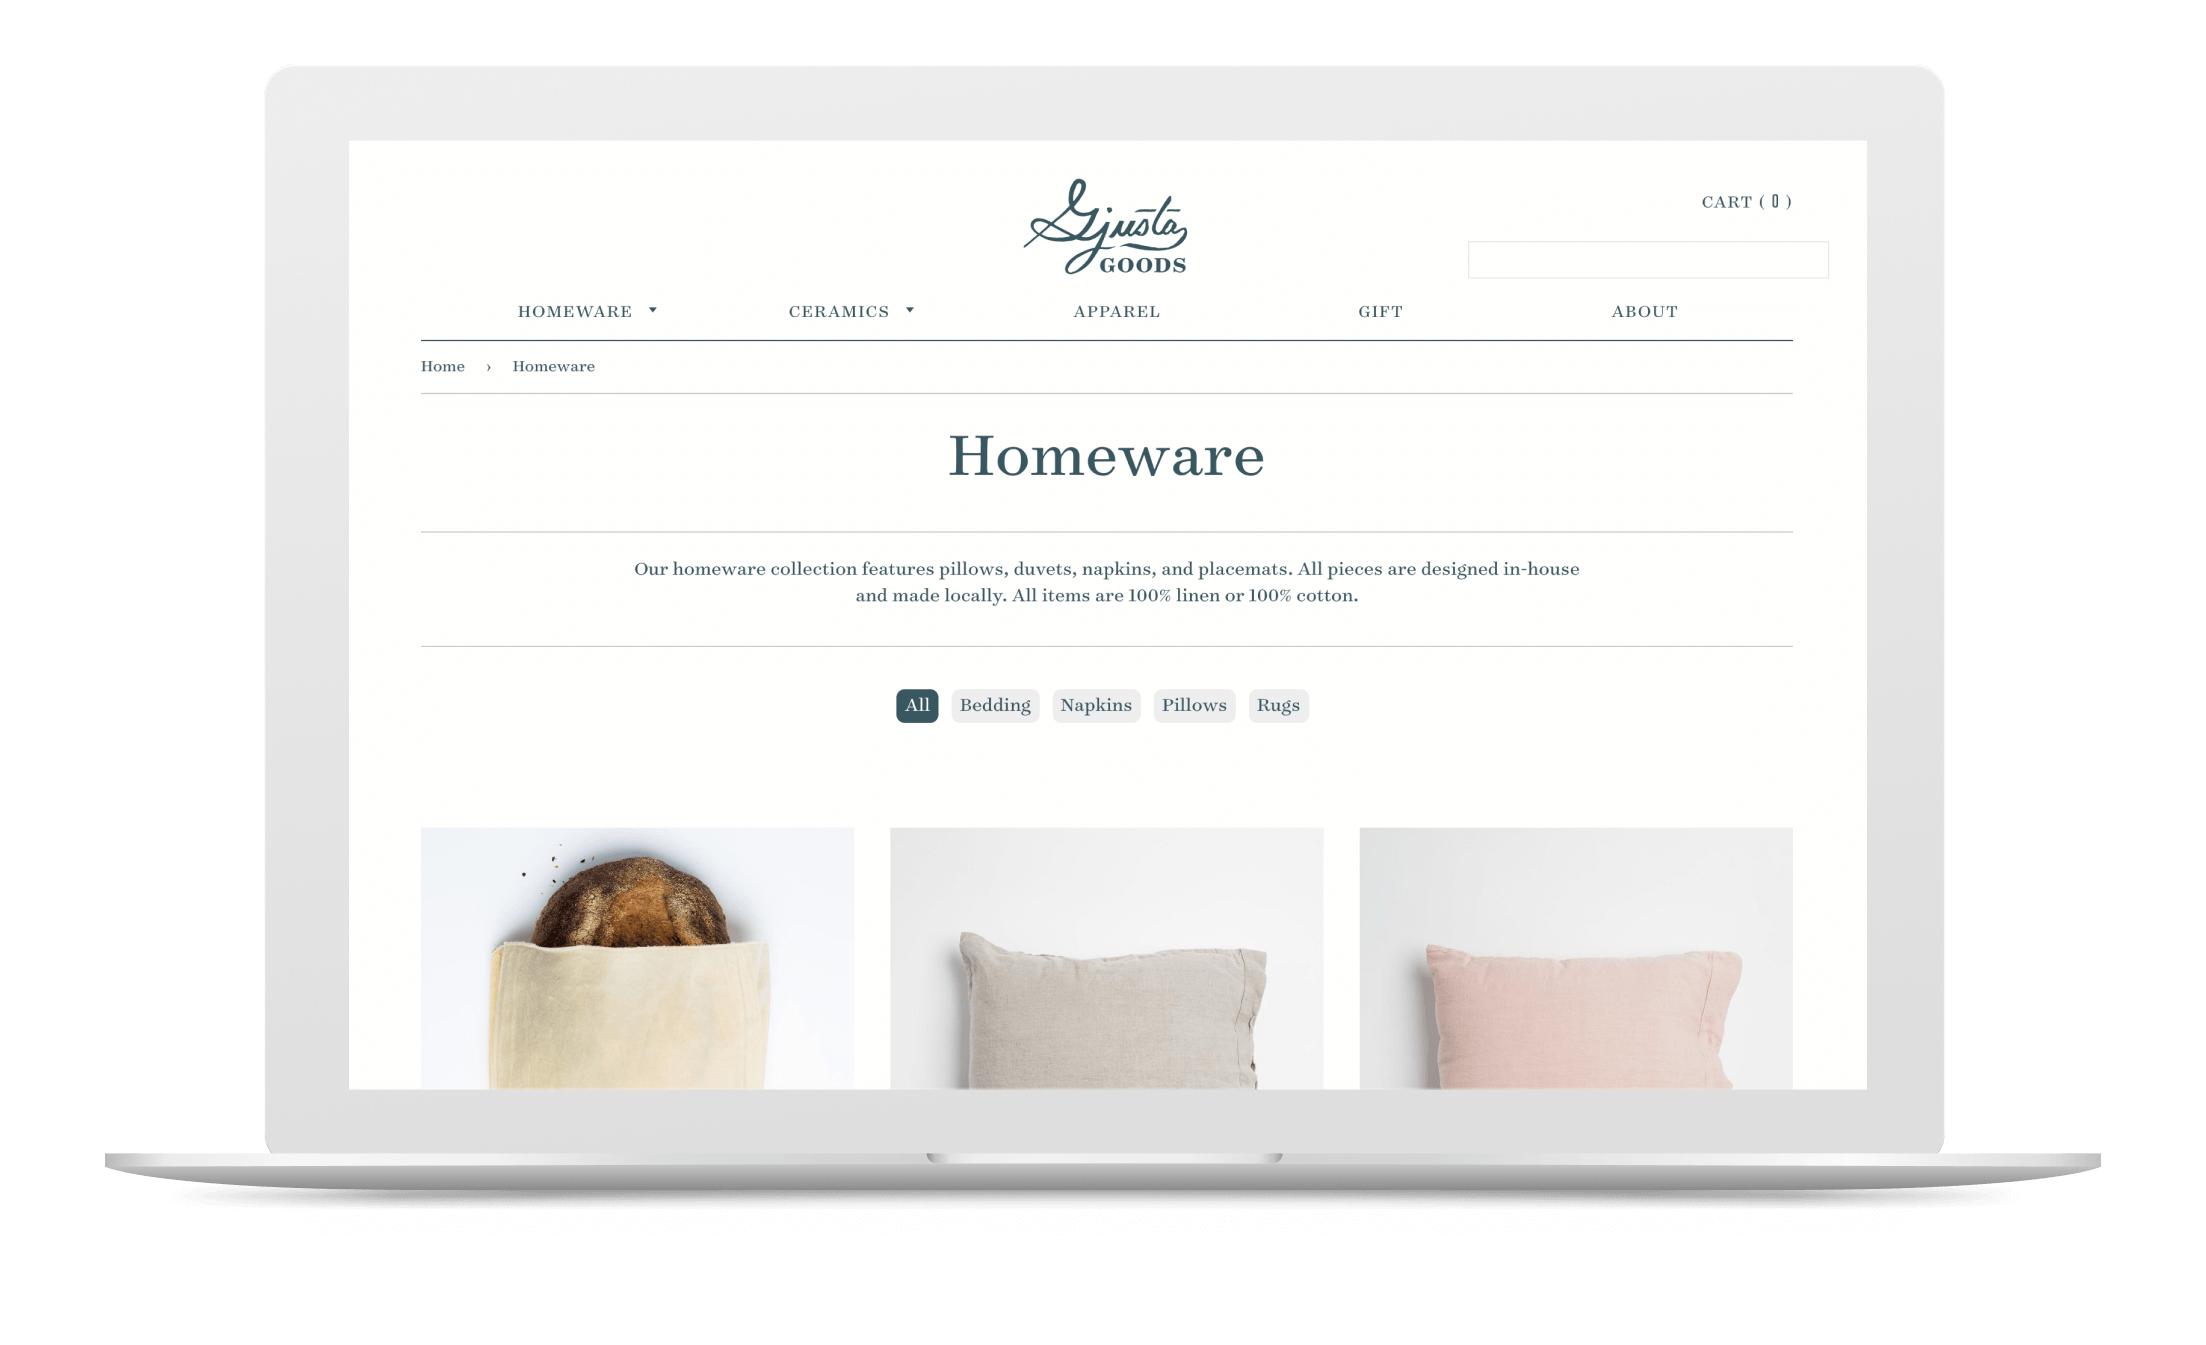 Gjusta
GOODS
CART ( 0 )
HOMEWARE CERAMICS APPAREL GIFT ABOUT
Home › Homeware
Homeware
Our homeware collection features pillows, duvets, napkins, and placemats. All pieces are designed in-house
and made locally. All items are 100% linen or 100% cotton.
All Bedding Napkins Pillows Rugs